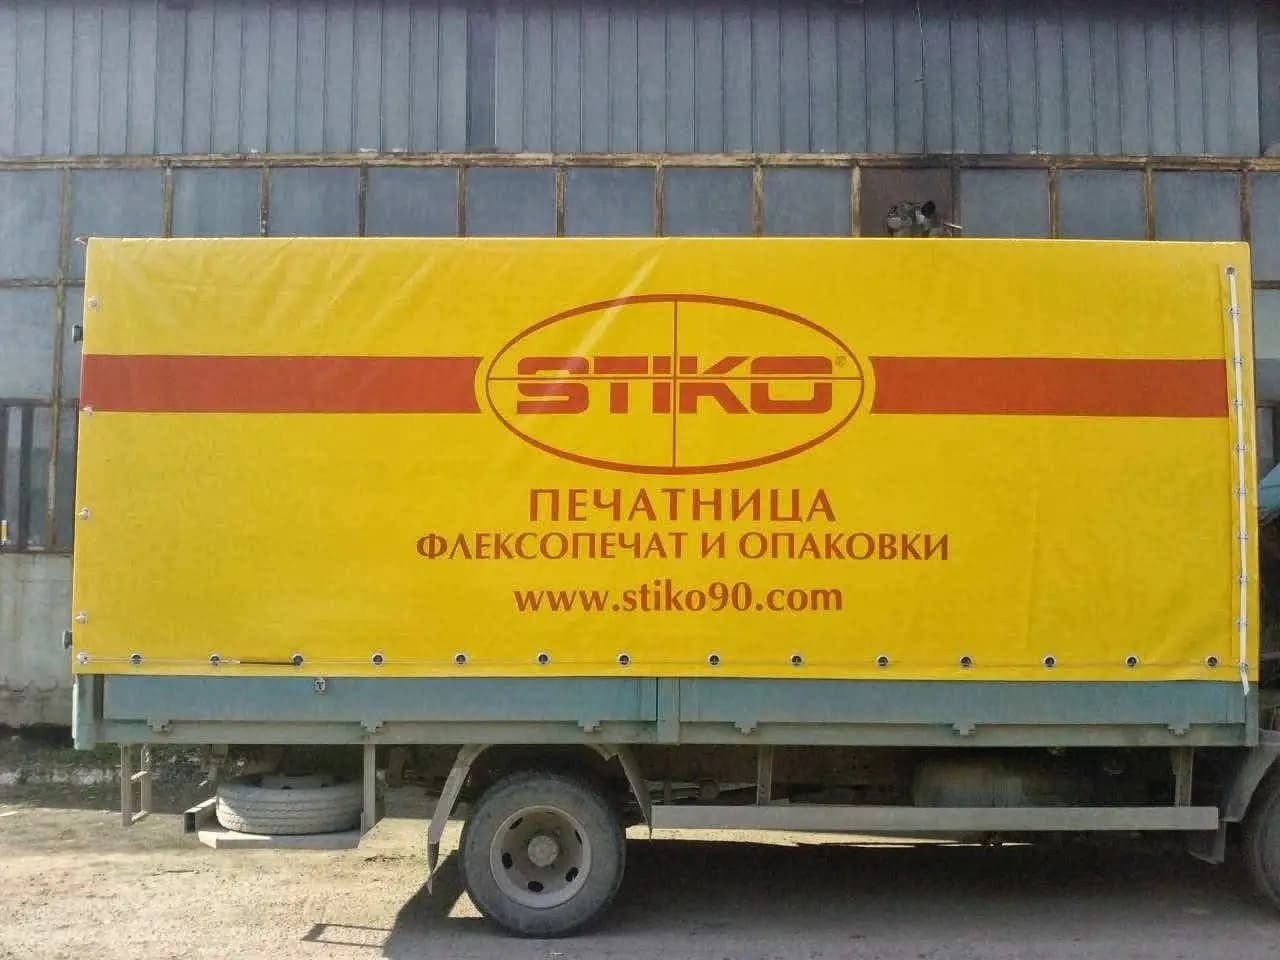 STIKO®
ПЕЧАТНИЦА
ФЛЕКСОПЕЧАТ И ОПАКОВКИ
www.stiko90.com